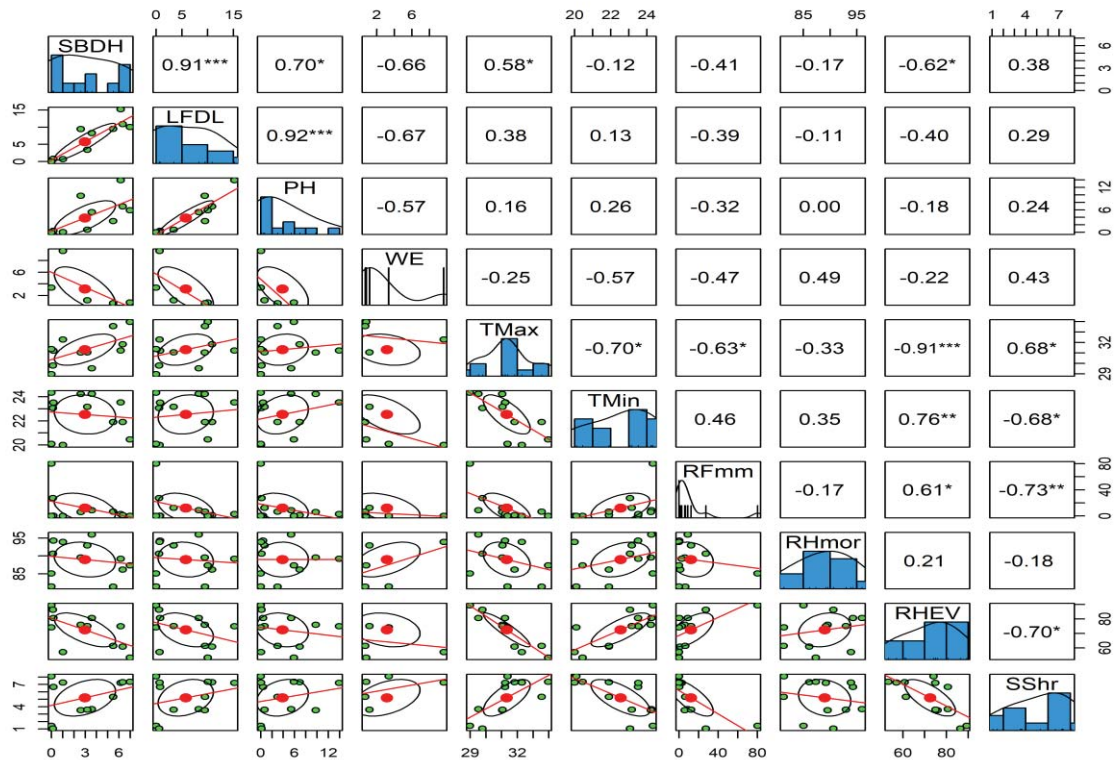 0 5 15 2 6 20 22 24 85 95 1 4 7
SBDH 0.91*** 0.70* -0.66 0.58* -0.12 -0.41 -0.17 -0.62* 0.38 0 3 6
0 5 15 LFDL 0.92*** -0.67 0.38 0.13 -0.39 -0.11 -0.40 0.29
PH -0.57 0.16 0.26 -0.32 0.00 -0.18 0.24 0 4 8 12
2 6 WE -0.25 -0.57 -0.47 0.49 -0.22 0.43
TMax -0.70* -0.63* -0.33 -0.91*** 0.68* 29 32
20 22 24 TMin 0.46 0.35 0.76** -0.68*
RFmm -0.17 0.61* -0.73** 0 40 80
85 95 RHmor 0.21 -0.18
RHEV -0.70* 60 80
1 4 7 SShr
0 3 6 0 4 8 14 29 32 0 40 80 60 80